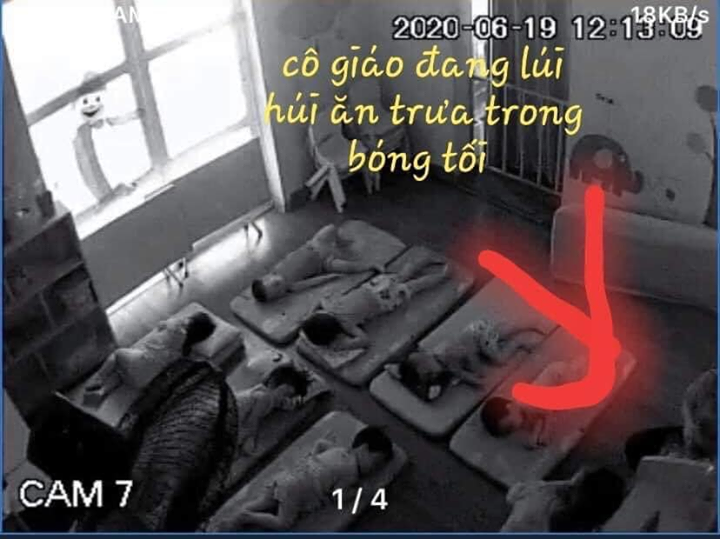 2020-06-19 12:13:09
18KB/s
cô giáo đang lúi
húi ăn trưa trong
bóng tối
CAM 7
1/4